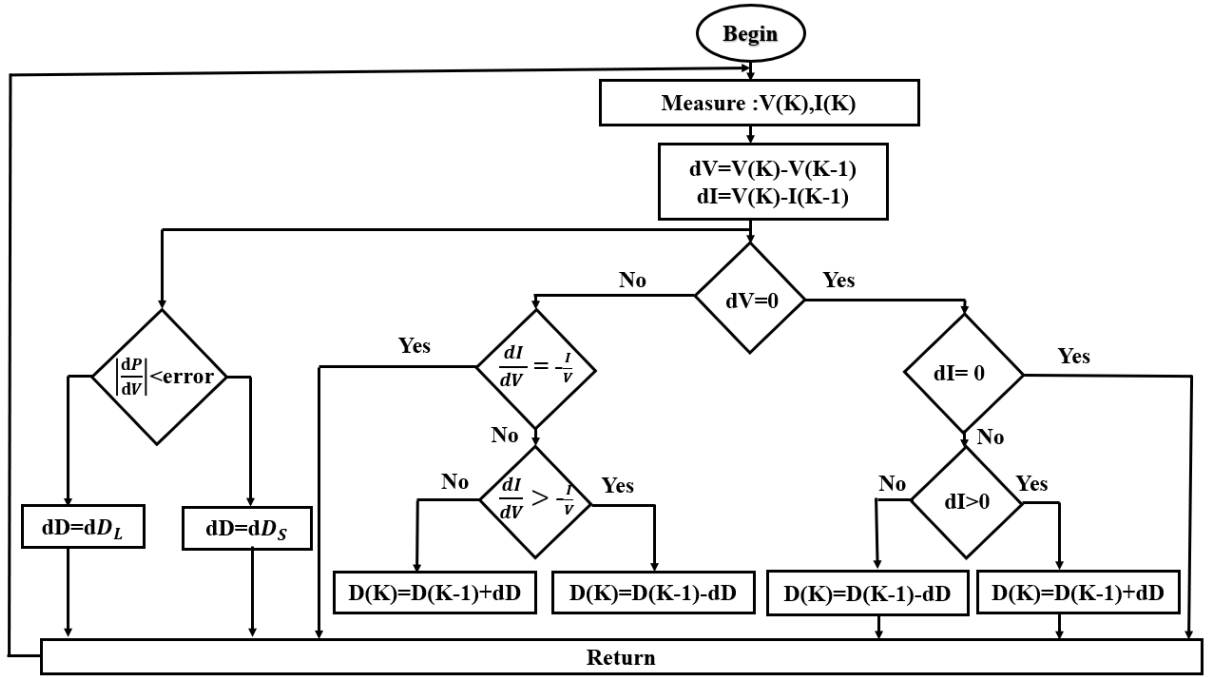 Begin
Measure :V(K),I(K)
dV=V(K)-V(K-1)
dI=V(K)-I(K-1)
No
Yes
dV=0
Yes
dI/dV = -I/V
dI= 0
Yes
|dP/dV|<error
No
No
No
dI/dV > -I/V
Yes
No
dI>0
Yes
dD=dD_L
dD=dD_S
D(K)=D(K-1)+dD
D(K)=D(K-1)-dD
D(K)=D(K-1)-dD
D(K)=D(K-1)+dD
Return